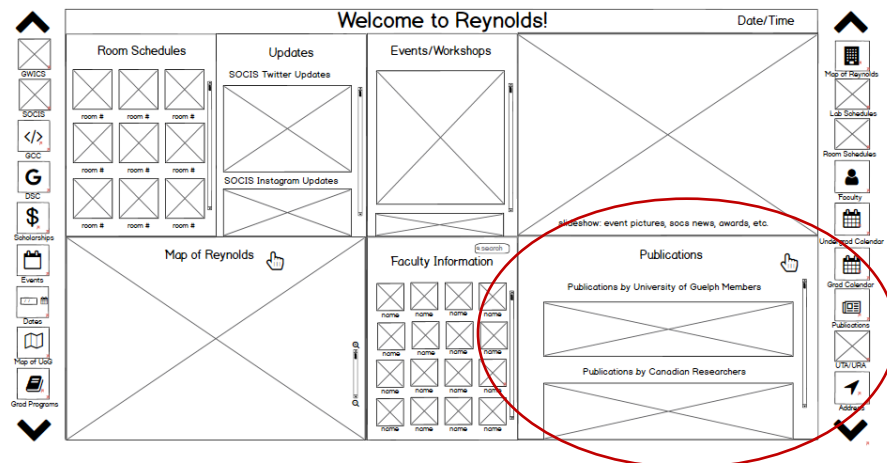 Welcome to Reynolds!
Date/Time
GWICS
SOCIS
</>
GCC
G
DSC
$
Scholarships
Events
Dates
Map of UoG
Grad Programs
Room Schedules
room # room # room #
room # room # room #
room # room # room #
Updates
SOCIS Twitter Updates
SOCIS Instagram Updates
Events/Workshops
slideshow: event pictures, socs news, awards, etc.
Map of Reynolds
search
Faculty Information
name name name name
name name name name
name name name name
name name name name
Publications
Publications by University of Guelph Members
Publications by Canadian Researchers
Map of Reynolds
Lab Schedules
Room Schedules
Faculty
Undergrad Calendar
Grad Calendar
Publications
UTA/URA
Address